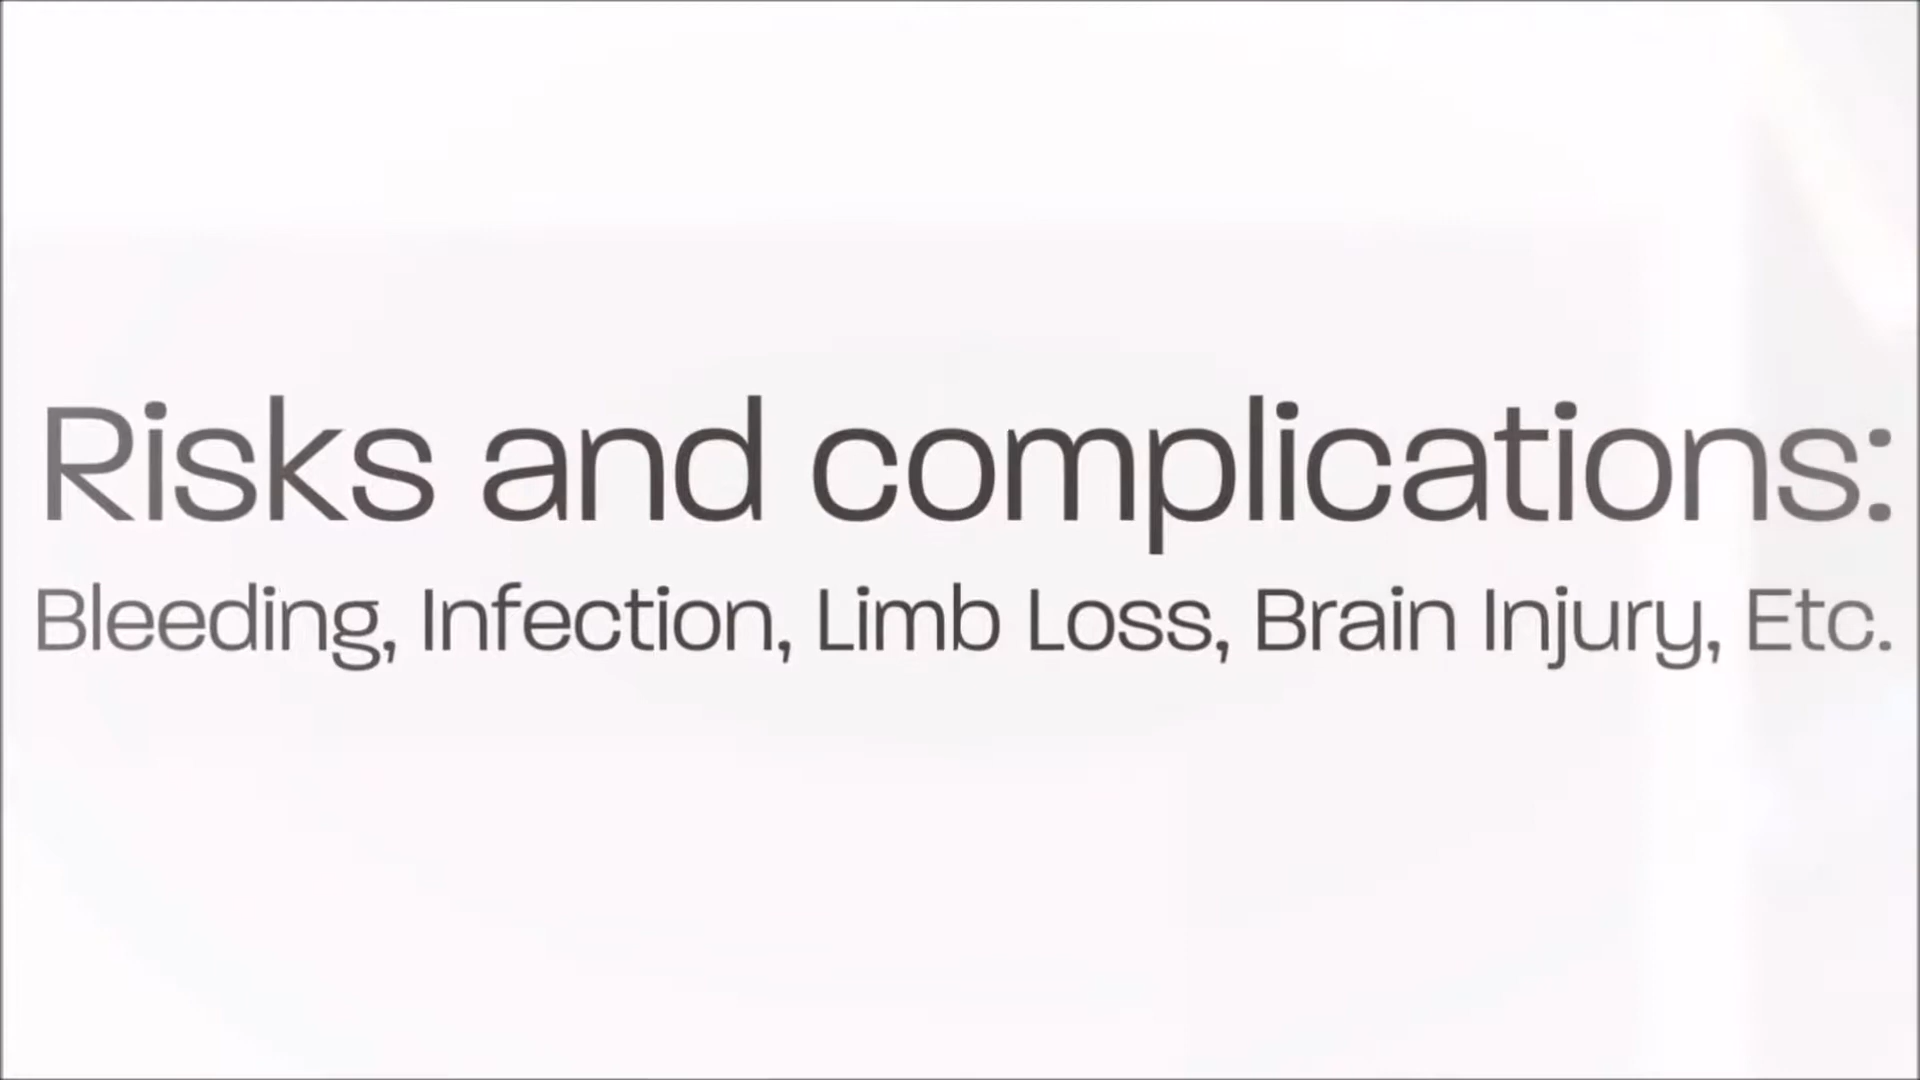 Risks and complications:
Bleeding, Infection, Limb Loss, Brain Injury, Etc.